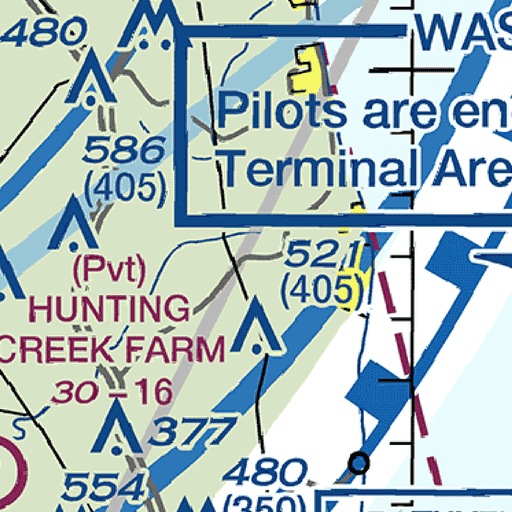 480
WAS
Pilots are en
Terminal Are
586
(405)
521
(405)
(Pvt)
HUNTING
CREEK FARM
30 – 16
377
480
(350)
554